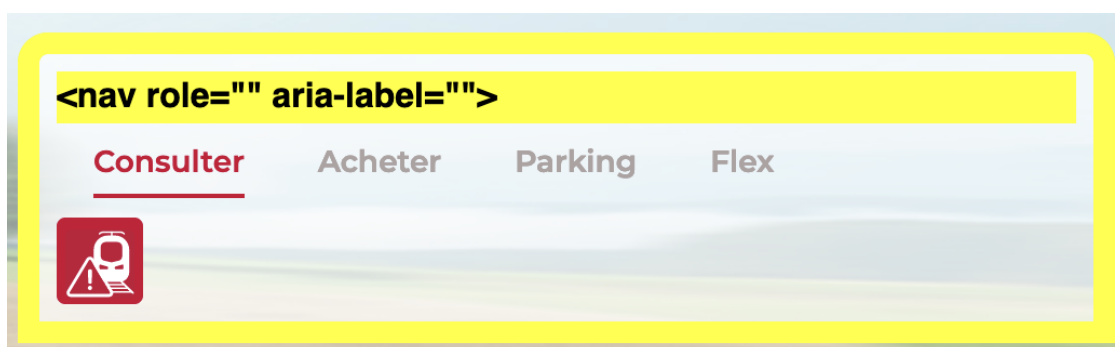 <nav role="" aria-label="">
Consulter Acheter Parking Flex